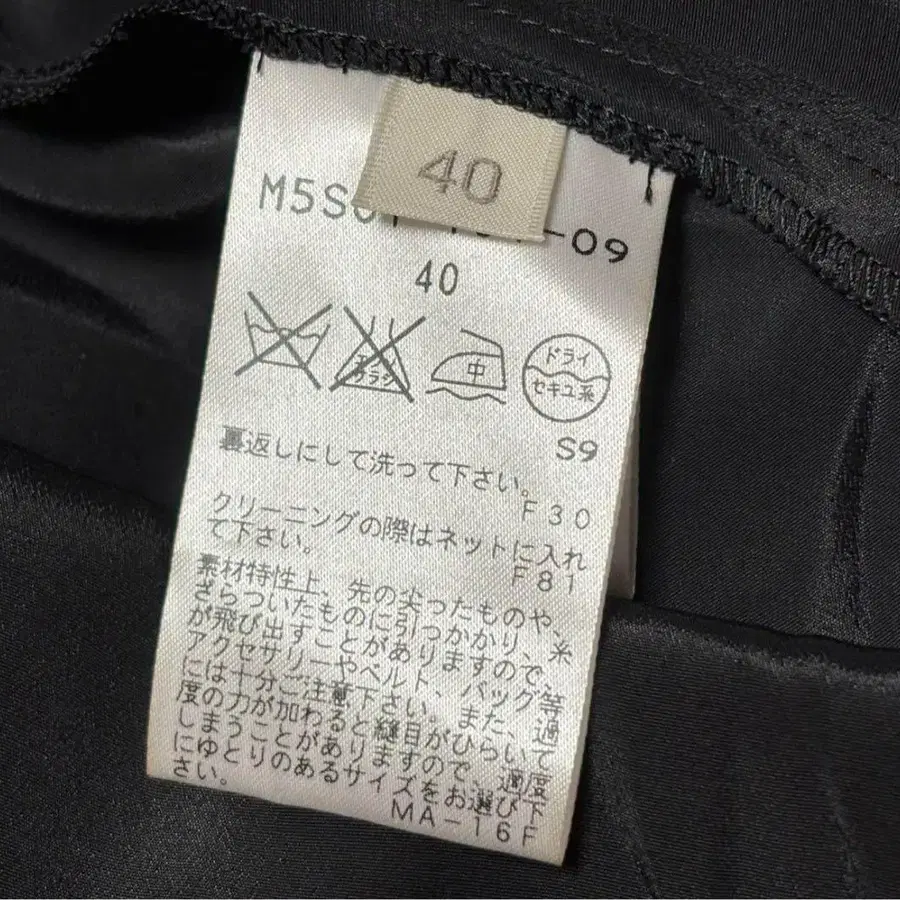 40
M5S
-09
40
エンソ
サラシ
中
ドライ
セキユ系
S9
裏返しにして洗って下さい。
F30
クリーニングの際はネットに入れ
て下さい。
F81
素材特性上、先の尖ったものや、
ざらついたものに引っかかり、糸
が飛び出すことがありますので、
アクセサリーやベルト、バッグ等
には十分ご注意下さい。また、過
度の力が加わると縫目がひらいて
しまうことがありますので、適度
にゆとりのあるサイズをお選び下
さい。
MA-16F